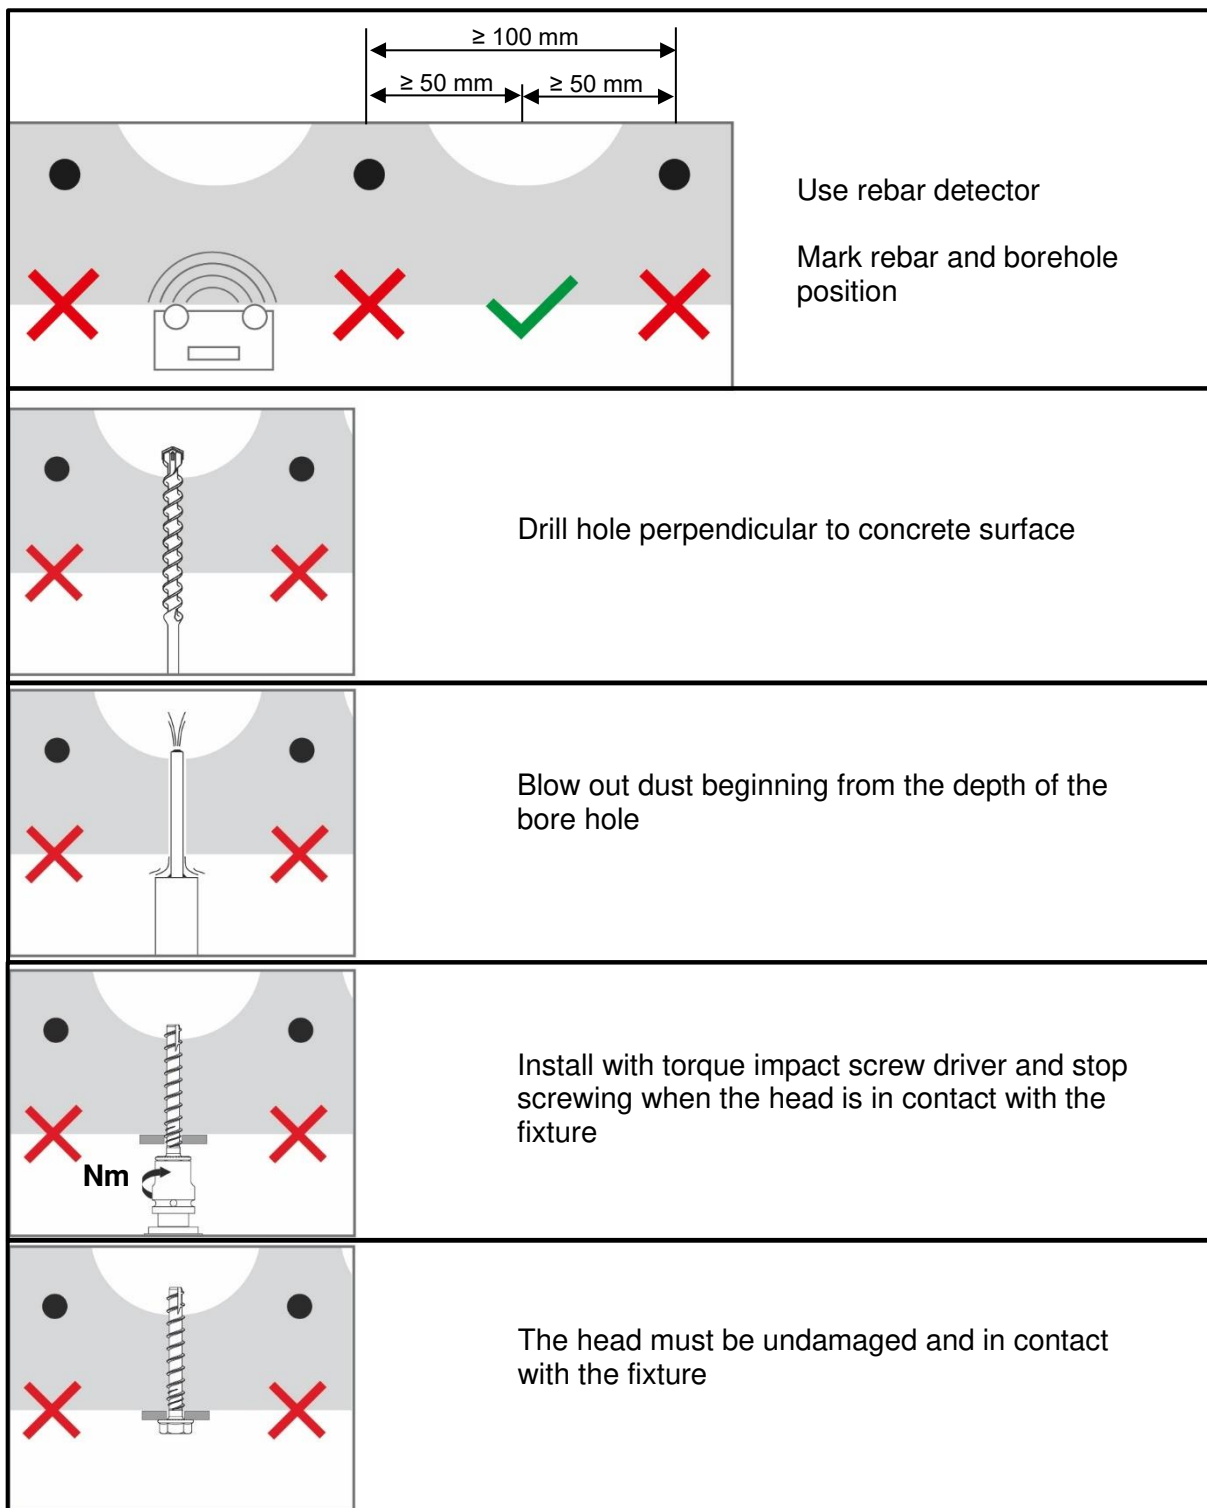 ≥ 100 mm
≥ 50 mm
≥ 50 mm
Use rebar detector
Mark rebar and borehole
position
Drill hole perpendicular to concrete surface
Blow out dust beginning from the depth of the
bore hole
Install with torque impact screw driver and stop
screwing when the head is in contact with the
fixture
Nm
The head must be undamaged and in contact
with the fixture